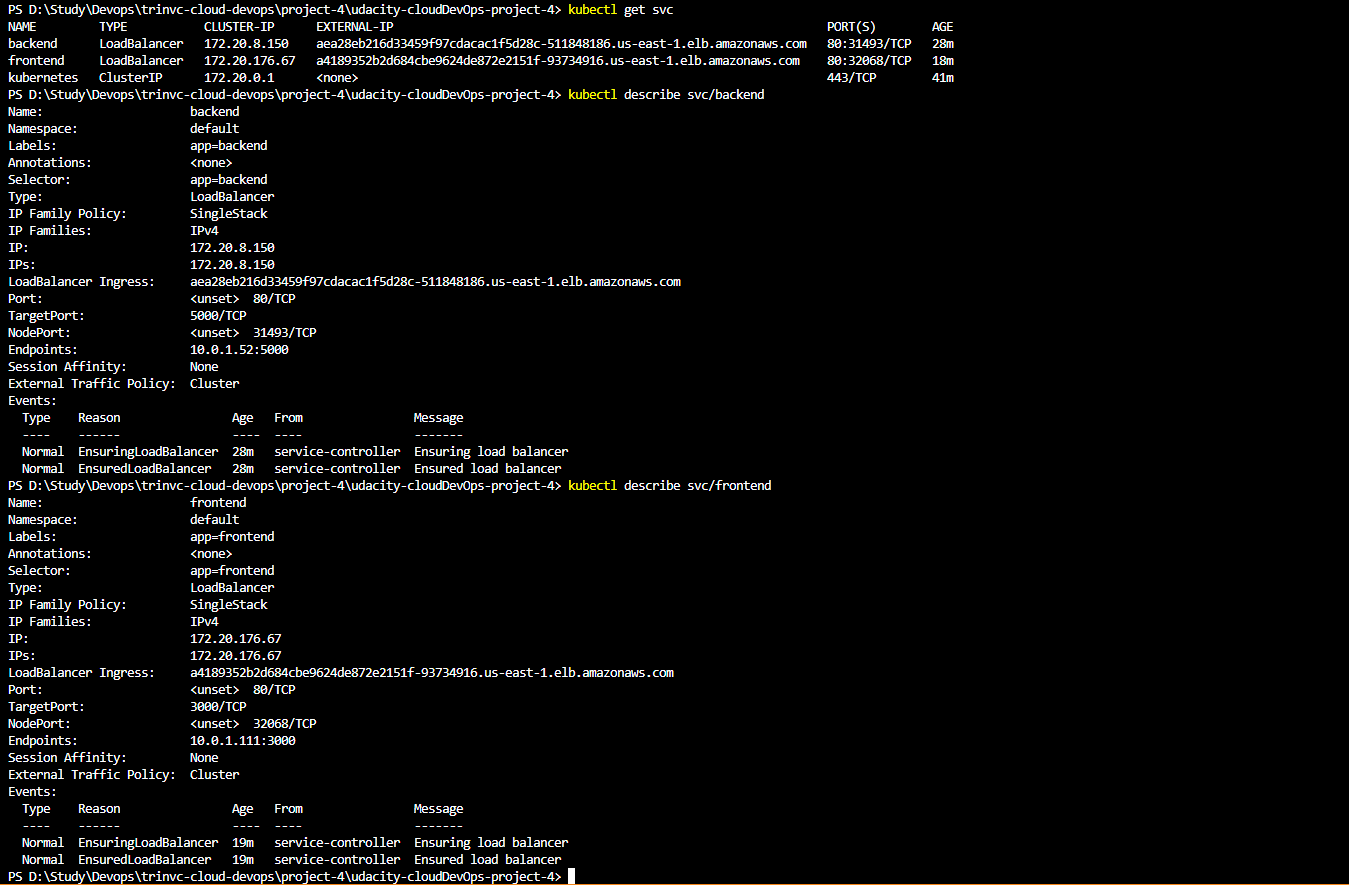 PS D:\Study\Devops\trinvc-cloud-devops\project-4\udacity-cloudDevOps-project-4> kubectl get svc
NAME         TYPE           CLUSTER-IP      EXTERNAL-IP                                                              PORT(S)        AGE
backend      LoadBalancer   172.20.8.150    aea28eb216d33459f97cdacac1f5d28c-511848186.us-east-1.elb.amazonaws.com   80:31493/TCP   28m
frontend     LoadBalancer   172.20.176.67   a4189352b2d684cbe9624de872e2151f-93734916.us-east-1.elb.amazonaws.com    80:32068/TCP   18m
kubernetes   ClusterIP      172.20.0.1      <none>                                                                   443/TCP        41m
PS D:\Study\Devops\trinvc-cloud-devops\project-4\udacity-cloudDevOps-project-4> kubectl describe svc/backend
Name:                     backend
Namespace:                default
Labels:                   app=backend
Annotations:              <none>
Selector:                 app=backend
Type:                     LoadBalancer
IP Family Policy:         SingleStack
IP Families:              IPv4
IP:                       172.20.8.150
IPs:                      172.20.8.150
LoadBalancer Ingress:     aea28eb216d33459f97cdacac1f5d28c-511848186.us-east-1.elb.amazonaws.com
Port:                     <unset>  80/TCP
TargetPort:               5000/TCP
NodePort:                 <unset>  31493/TCP
Endpoints:                10.0.1.52:5000
Session Affinity:         None
External Traffic Policy:  Cluster
Events:
  Type    Reason                Age   From                Message
  ----    ------                ----  ----                -------
  Normal  EnsuringLoadBalancer  28m   service-controller  Ensuring load balancer
  Normal  EnsuredLoadBalancer   28m   service-controller  Ensured load balancer
PS D:\Study\Devops\trinvc-cloud-devops\project-4\udacity-cloudDevOps-project-4> kubectl describe svc/frontend
Name:                     frontend
Namespace:                default
Labels:                   app=frontend
Annotations:              <none>
Selector:                 app=frontend
Type:                     LoadBalancer
IP Family Policy:         SingleStack
IP Families:              IPv4
IP:                       172.20.176.67
IPs:                      172.20.176.67
LoadBalancer Ingress:     a4189352b2d684cbe9624de872e2151f-93734916.us-east-1.elb.amazonaws.com
Port:                     <unset>  80/TCP
TargetPort:               3000/TCP
NodePort:                 <unset>  32068/TCP
Endpoints:                10.0.1.111:3000
Session Affinity:         None
External Traffic Policy:  Cluster
Events:
  Type    Reason                Age   From                Message
  ----    ------                ----  ----                -------
  Normal  EnsuringLoadBalancer  19m   service-controller  Ensuring load balancer
  Normal  EnsuredLoadBalancer   19m   service-controller  Ensured load balancer
PS D:\Study\Devops\trinvc-cloud-devops\project-4\udacity-cloudDevOps-project-4>